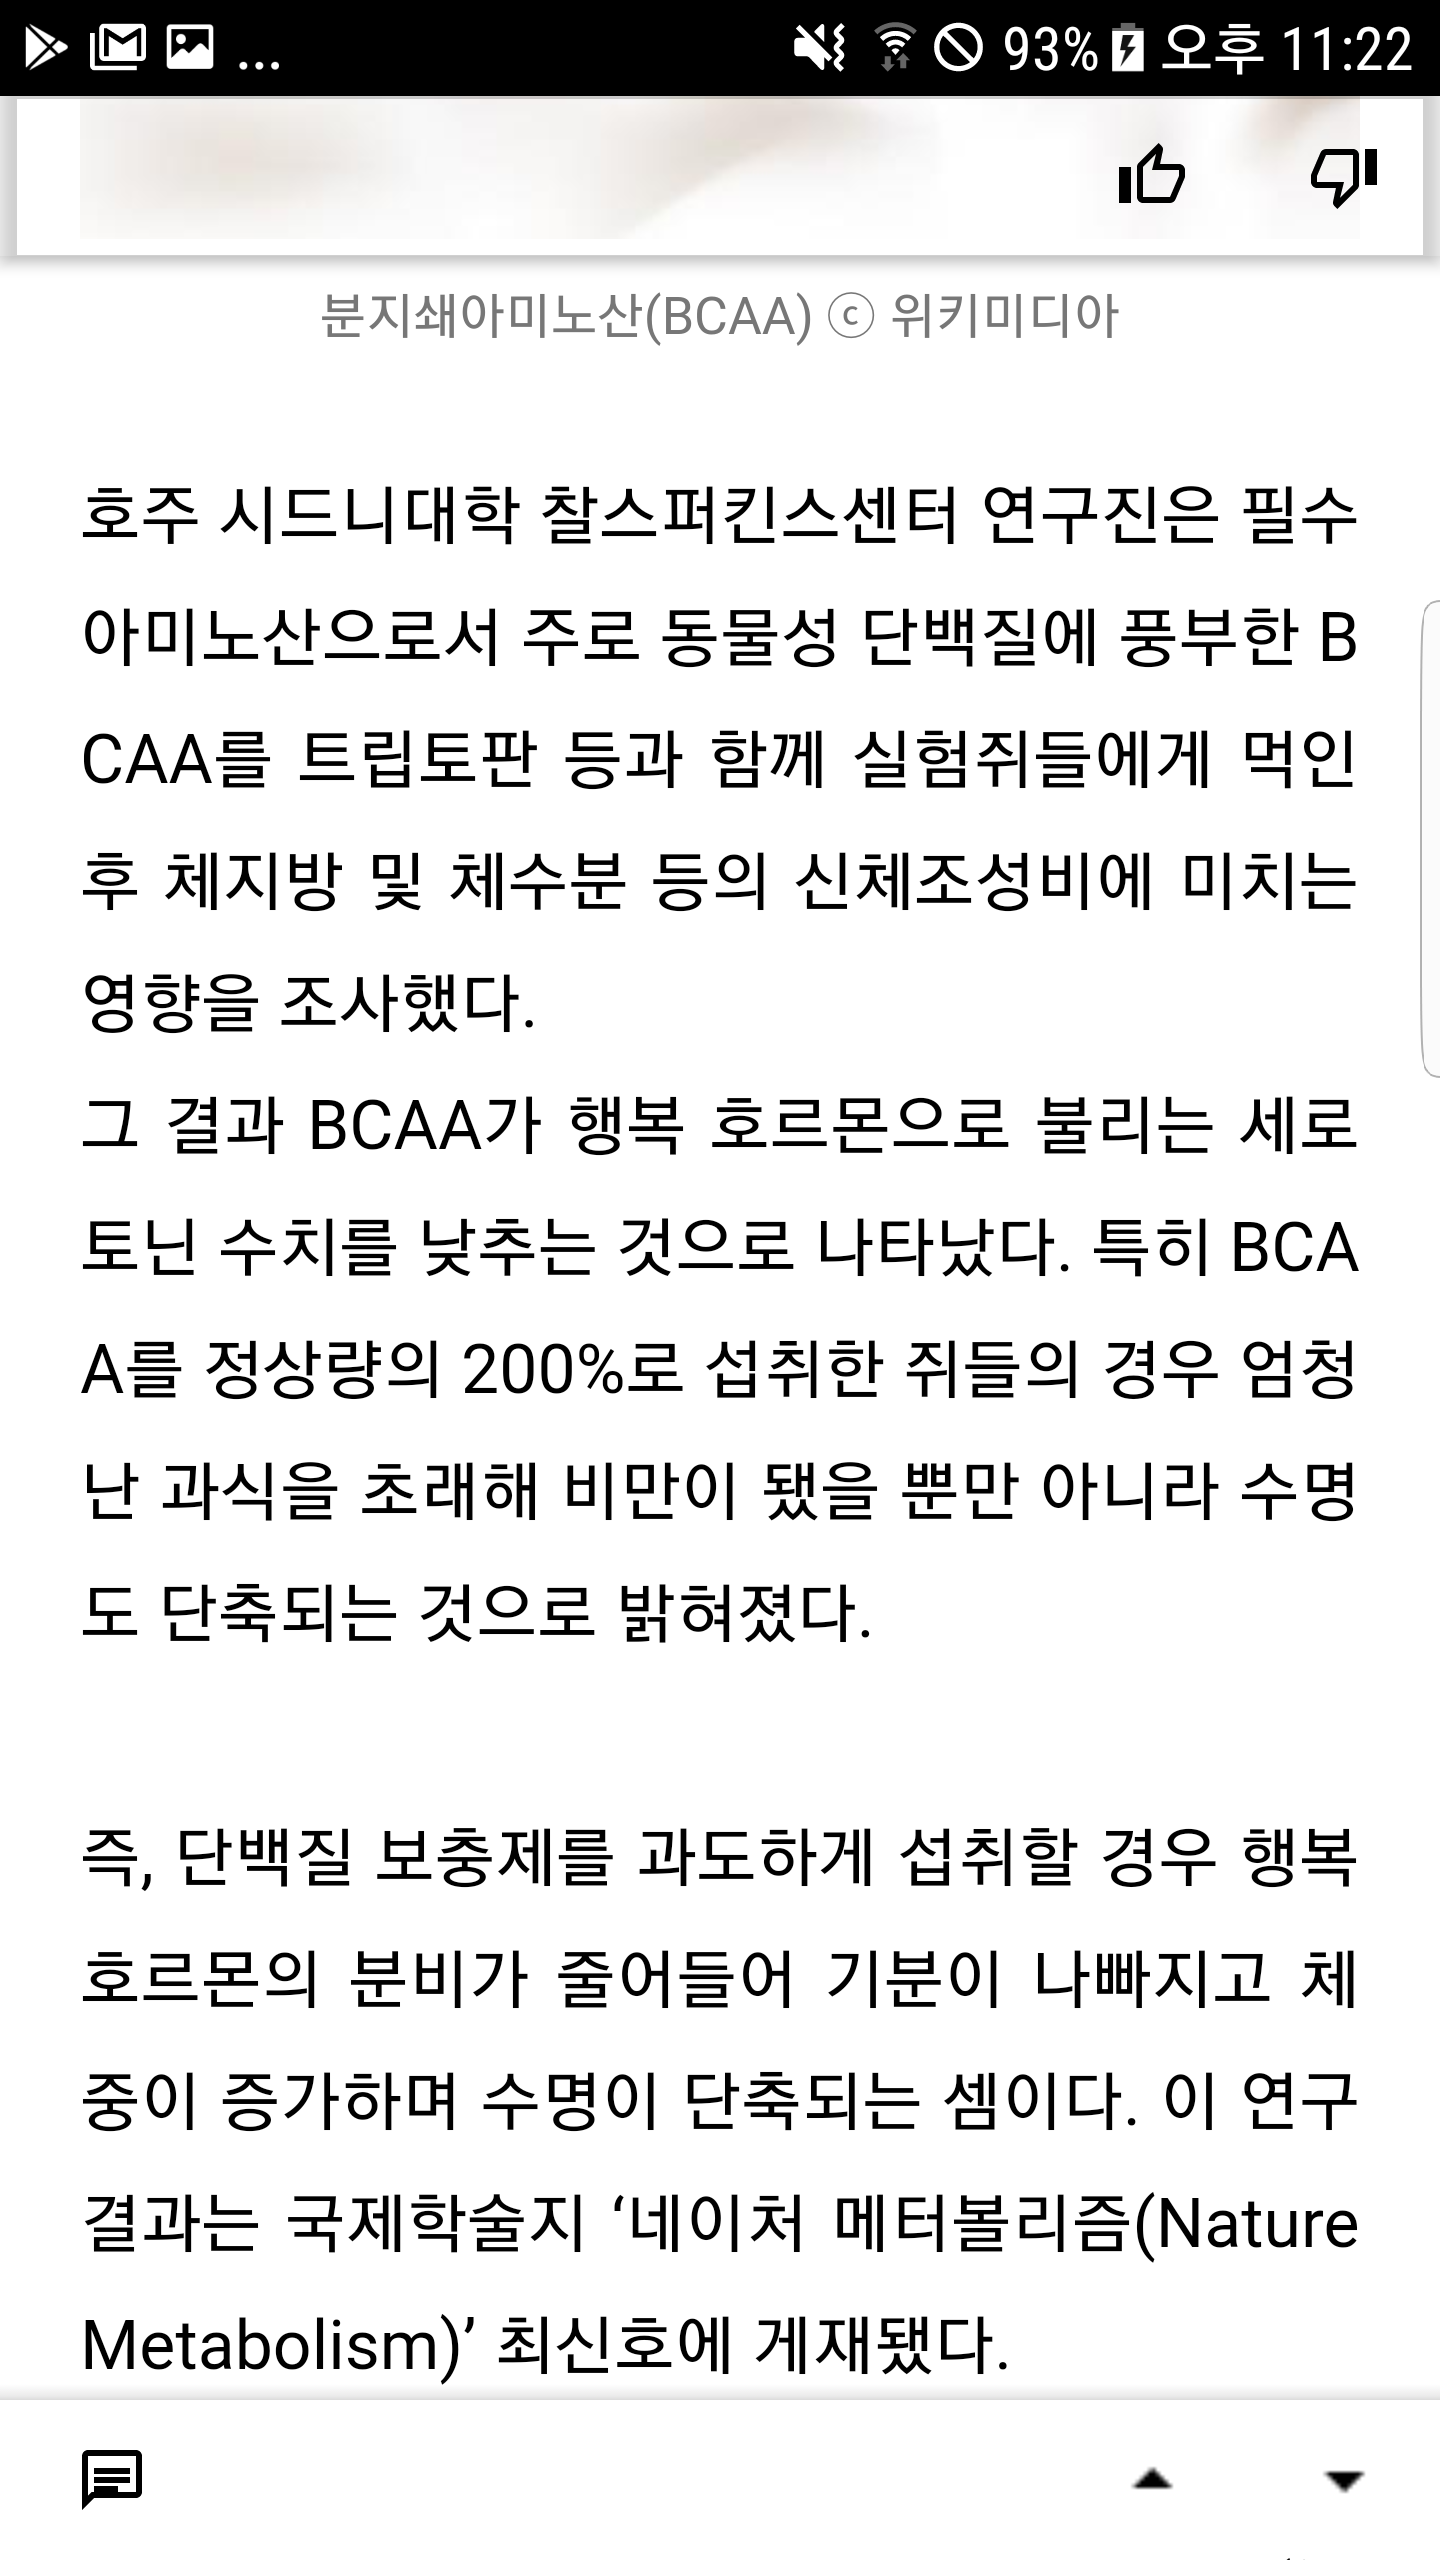 ... 93% 오후 11:22
분지쇄아미노산(BCAA) ⓒ 위키미디어
호주 시드니대학 찰스퍼킨스센터 연구진은 필수
아미노산으로서 주로 동물성 단백질에 풍부한 B
CAA를 트립토판 등과 함께 실험쥐들에게 먹인
후 체지방 및 체수분 등의 신체조성비에 미치는
영향을 조사했다.
그 결과 BCAA가 행복 호르몬으로 불리는 세로
토닌 수치를 낮추는 것으로 나타났다. 특히 BCA
A를 정상량의 200%로 섭취한 쥐들의 경우 엄청
난 과식을 초래해 비만이 됐을 뿐만 아니라 수명
도 단축되는 것으로 밝혀졌다.
즉, 단백질 보충제를 과도하게 섭취할 경우 행복
호르몬의 분비가 줄어들어 기분이 나빠지고 체
중이 증가하며 수명이 단축되는 셈이다. 이 연구
결과는 국제학술지 ‘네이처 메터볼리즘(Nature
Metabolism)’ 최신호에 게재됐다.